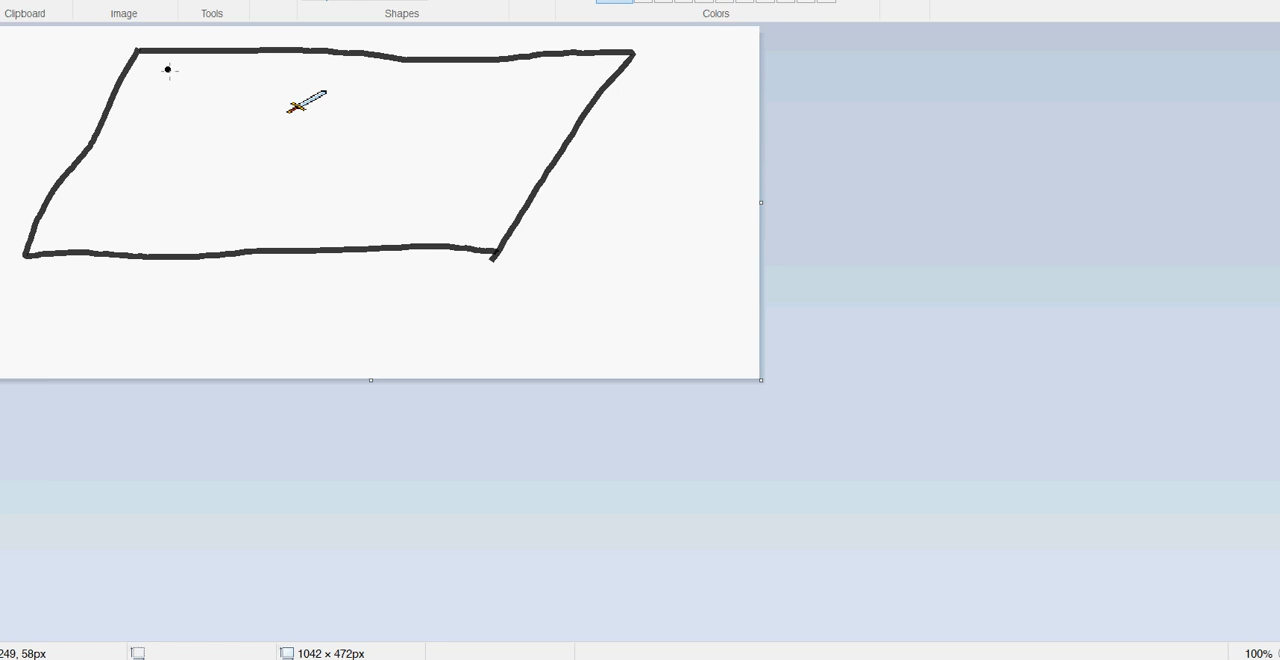 Clipboard
Image
Tools
Shapes
Colors
249, 58px
1042 × 472px
100%